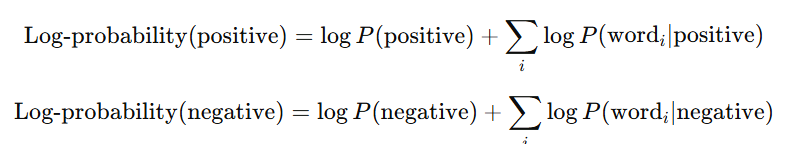 Log-probability(positive) = log P(positive) + ∑ᵢ log P(wordᵢ|positive)
Log-probability(negative) = log P(negative) + ∑ᵢ log P(wordᵢ|negative)